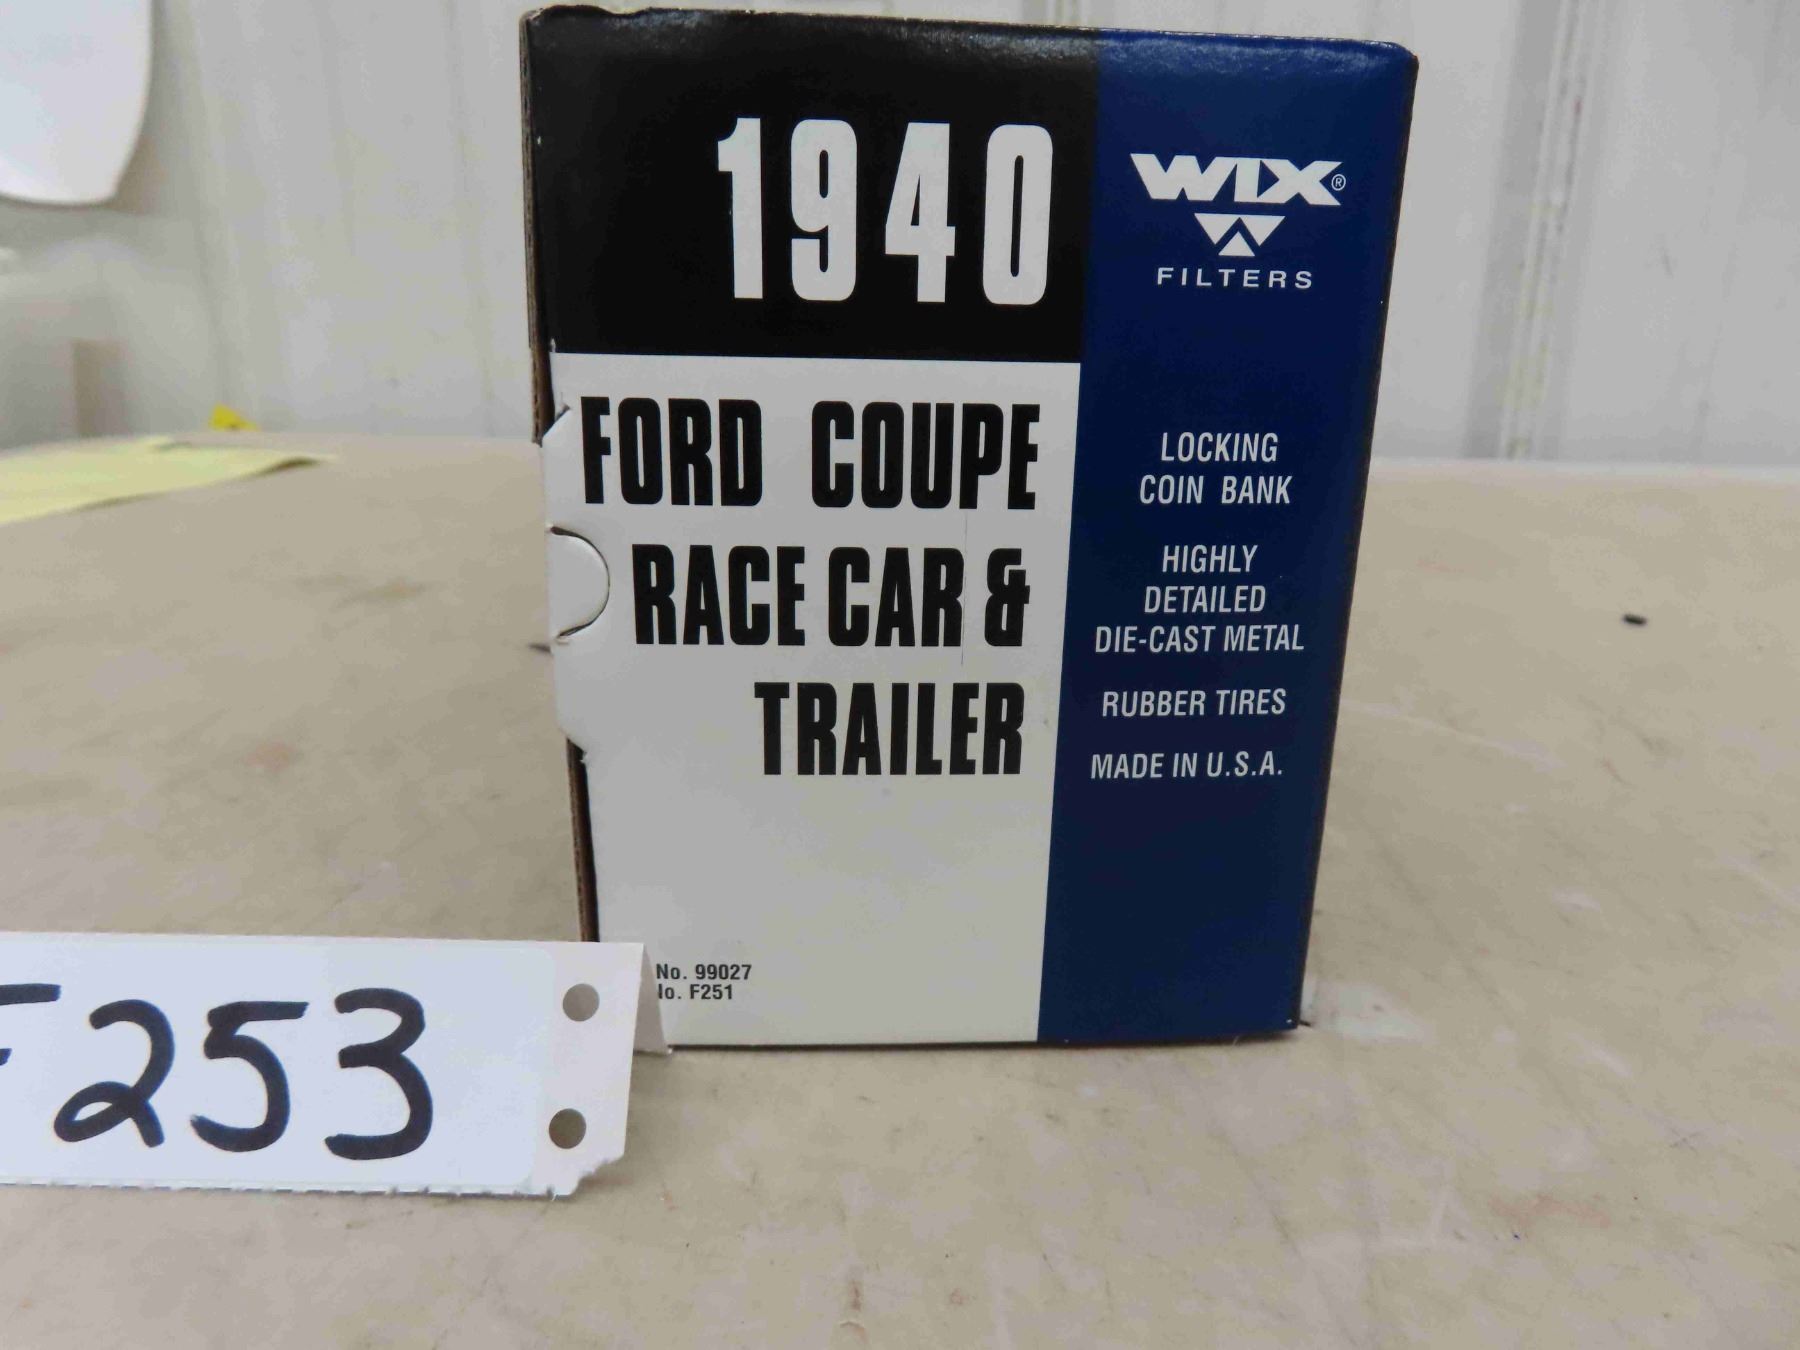 1940
FORD COUPE
RACE CAR &
TRAILER
No. 99027
No. F251
WIX®
FILTERS
LOCKING
COIN BANK
HIGHLY
DETAILED
DIE-CAST METAL
RUBBER TIRES
MADE IN U.S.A.
F253